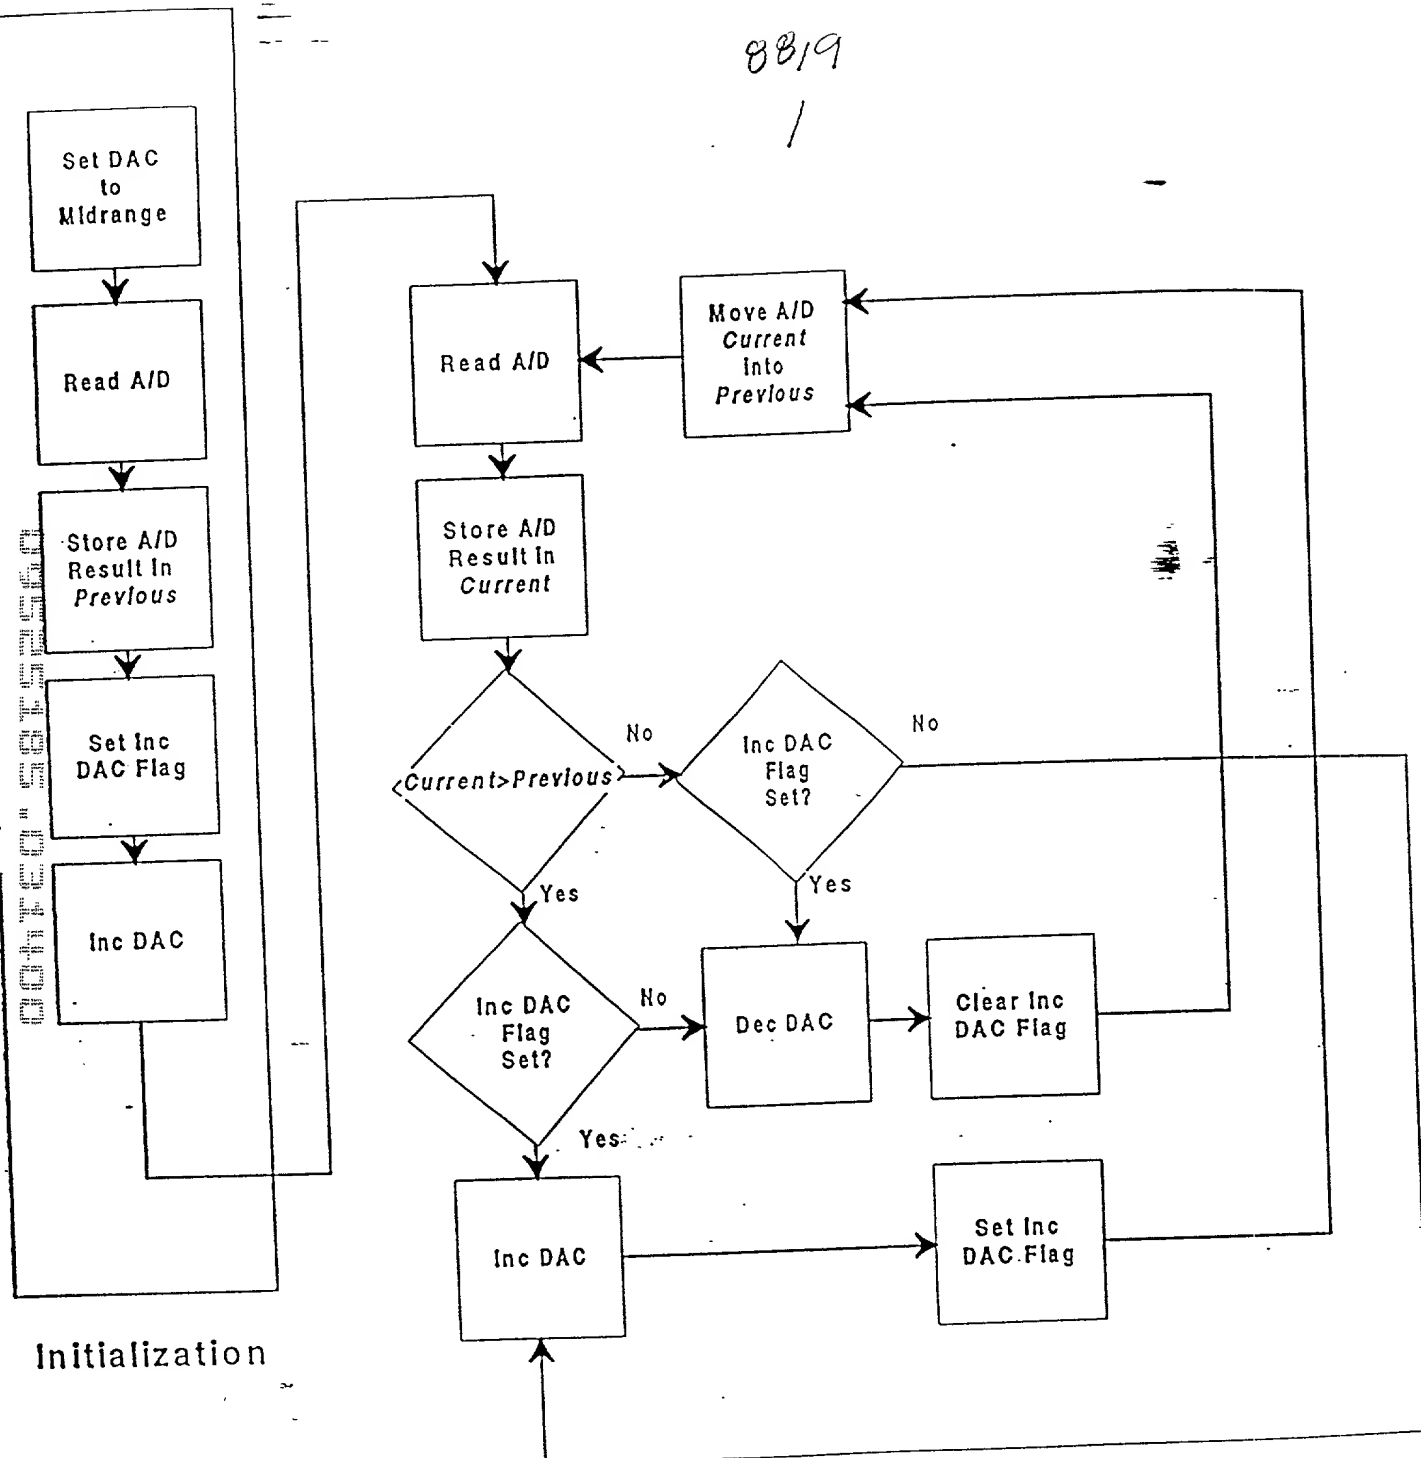 88/9
/
Set DAC
to
Midrange
Read A/D
Store A/D
Result In
Previous
Set Inc
DAC Flag
Inc DAC
Initialization
Read A/D
Move A/D
Current
Into
Previous
Store A/D
Result In
Current
Current>Previous
No
Yes
Inc DAC
Flag
Set?
No
Yes
Inc DAC
Flag
Set?
No
Yes
Dec DAC
Clear Inc
DAC Flag
Inc DAC
Set Inc
DAC Flag